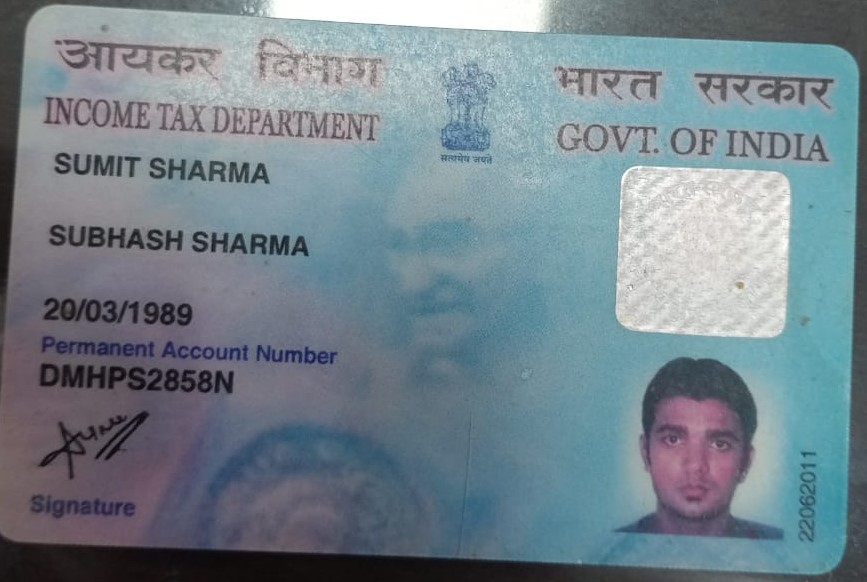 आयकर विभाग
INCOME TAX DEPARTMENT
भारत सरकार
GOVT. OF INDIA
सत्यमेव जयते
SUMIT SHARMA
SUBHASH SHARMA
20/03/1989
Permanent Account Number
DMHPS2858N
Signature
22062011